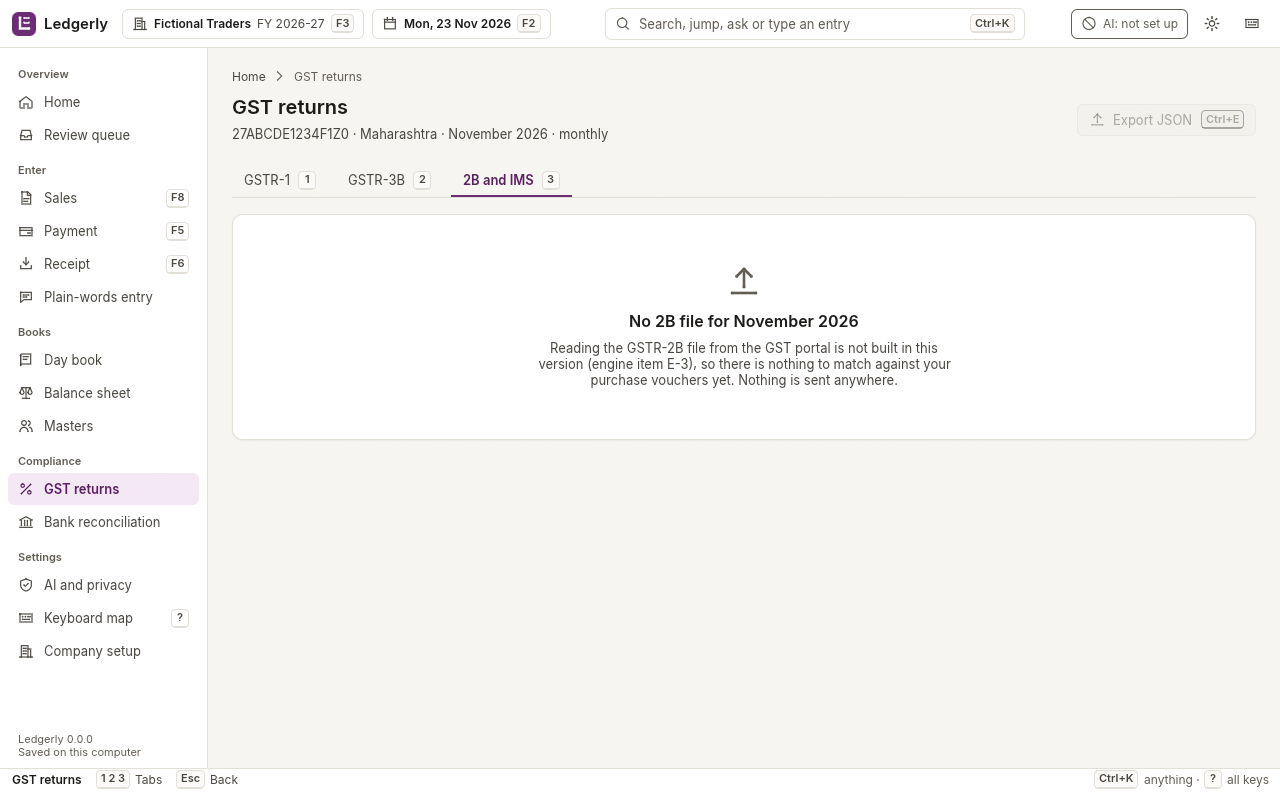 Ledgerly
Fictional Traders FY 2026-27 F3
Mon, 23 Nov 2026 F2
Search, jump, ask or type an entry Ctrl+K
AI: not set up
Overview
Home
Review queue
Enter
Sales F8
Payment F5
Receipt F6
Plain-words entry
Books
Day book
Balance sheet
Masters
Compliance
GST returns
Bank reconciliation
Settings
AI and privacy
Keyboard map ?
Company setup
Ledgerly 0.0.0
Saved on this computer
Home GST returns
GST returns
27ABCDE1234F1Z0 · Maharashtra · November 2026 · monthly
Export JSON Ctrl+E
GSTR-1 1 GSTR-3B 2 2B and IMS 3
No 2B file for November 2026
Reading the GSTR-2B file from the GST portal is not built in this
version (engine item E-3), so there is nothing to match against your
purchase vouchers yet. Nothing is sent anywhere.
GST returns 1 2 3 Tabs Esc Back
Ctrl+K anything · ? all keys